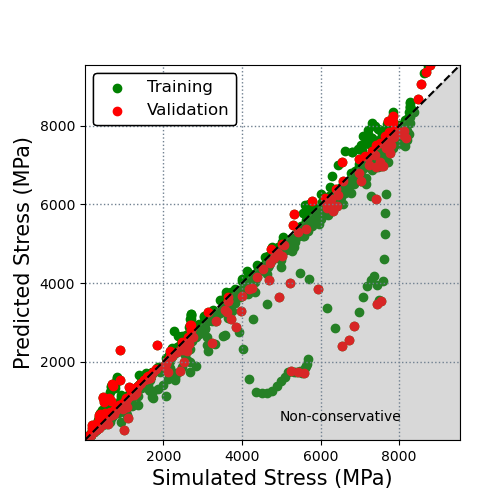 Training
Validation
8000
6000
4000
2000
Predicted Stress (MPa)
Non-conservative
2000 4000 6000 8000
Simulated Stress (MPa)